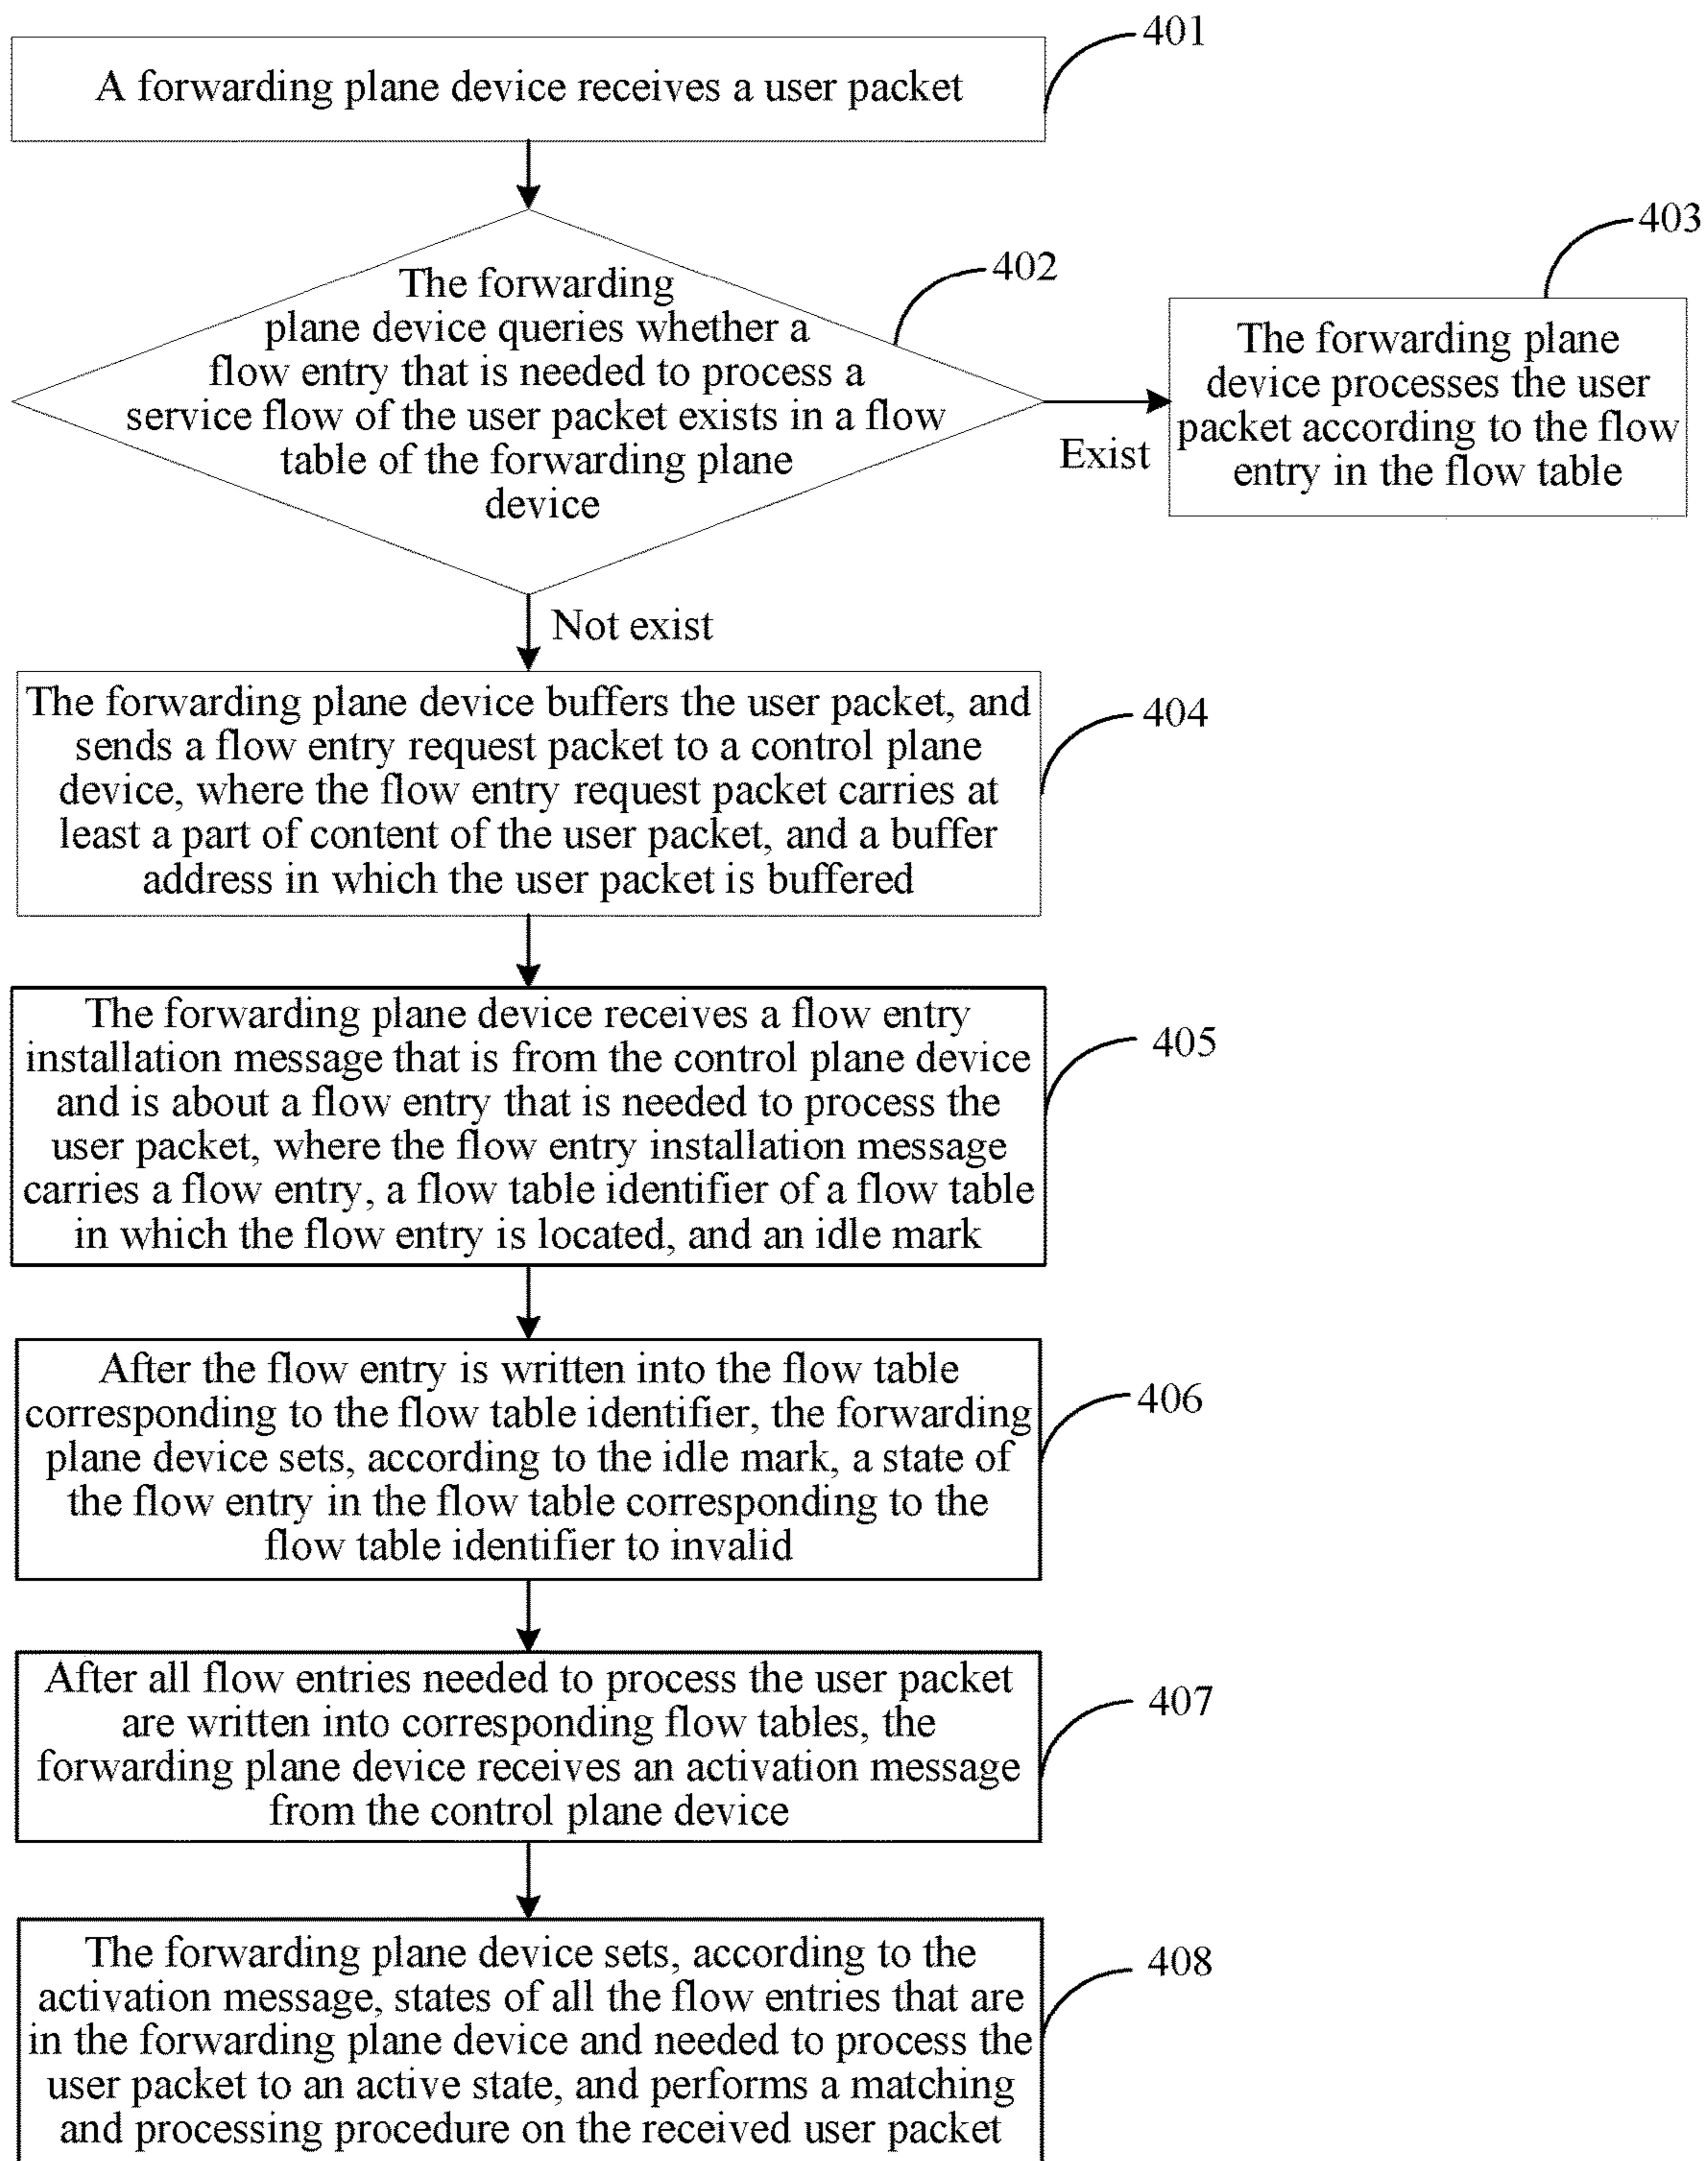 401
A forwarding plane device receives a user packet
402
The forwarding
plane device queries whether a
flow entry that is needed to process a
service flow of the user packet exists in a flow
table of the forwarding plane
device
Exist
403
The forwarding plane
device processes the user
packet according to the flow
entry in the flow table
Not exist
404
The forwarding plane device buffers the user packet, and
sends a flow entry request packet to a control plane
device, where the flow entry request packet carries at
least a part of content of the user packet, and a buffer
address in which the user packet is buffered
405
The forwarding plane device receives a flow entry
installation message that is from the control plane device
and is about a flow entry that is needed to process the
user packet, where the flow entry installation message
carries a flow entry, a flow table identifier of a flow table
in which the flow entry is located, and an idle mark
406
After the flow entry is written into the flow table
corresponding to the flow table identifier, the forwarding
plane device sets, according to the idle mark, a state of
the flow entry in the flow table corresponding to the
flow table identifier to invalid
407
After all flow entries needed to process the user packet
are written into corresponding flow tables, the
forwarding plane device receives an activation message
from the control plane device
408
The forwarding plane device sets, according to the
activation message, states of all the flow entries that are
in the forwarding plane device and needed to process the
user packet to an active state, and performs a matching
and processing procedure on the received user packet